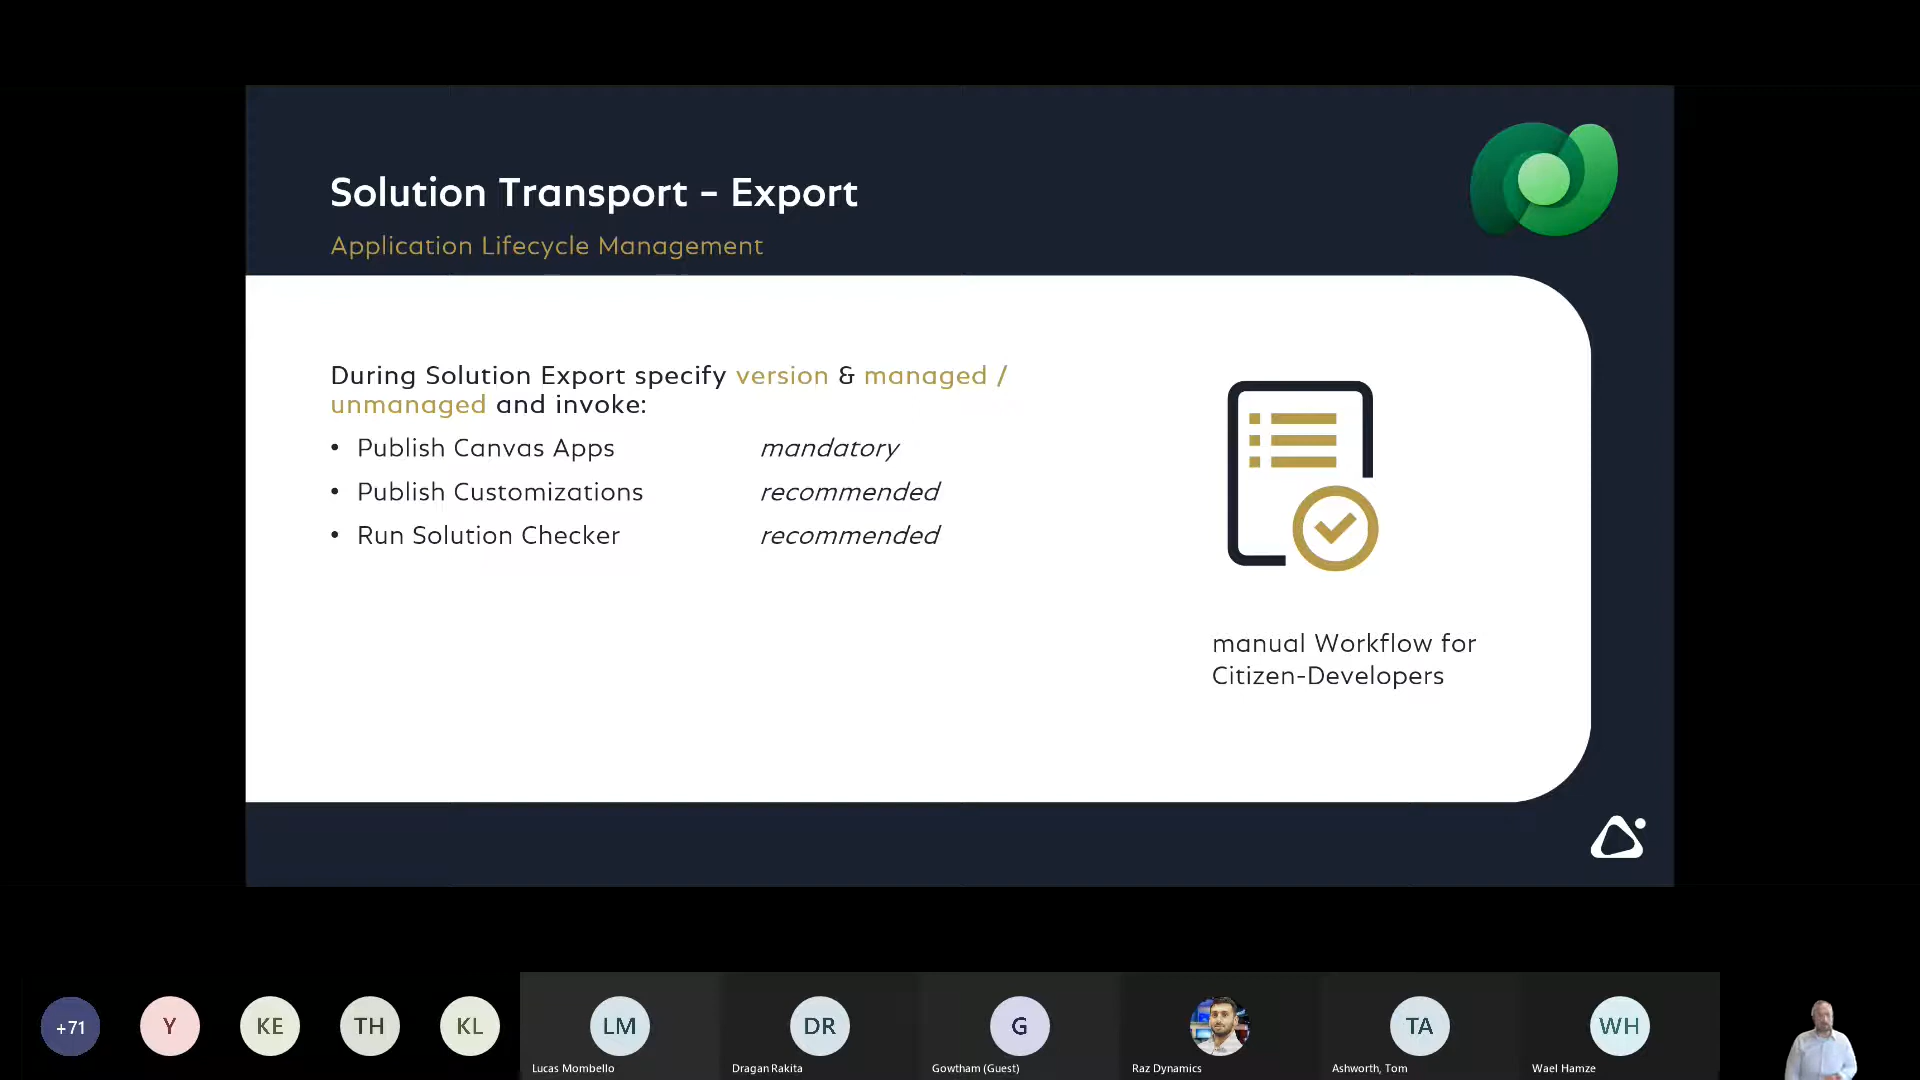 Solution Transport – Export
Application Lifecycle Management
During Solution Export specify version & managed /
unmanaged and invoke:
• Publish Canvas Apps mandatory
• Publish Customizations recommended
• Run Solution Checker recommended
manual Workflow for
Citizen-Developers
+71 Y KE TH KL LM DR G TA WH
Lucas Mombello Dragan Rakita Gowtham (Guest) Raz Dynamics Ashworth, Tom Wael Hamze